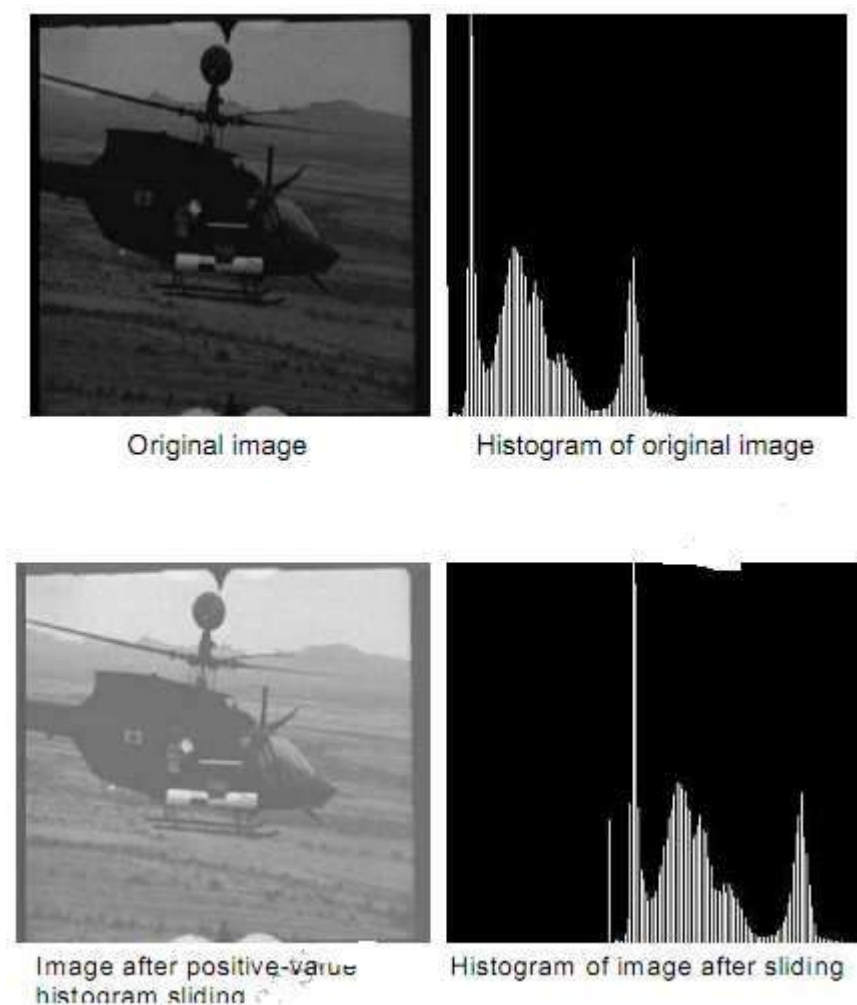 Original image
Histogram of original image
Image after positive-value
histogram sliding
Histogram of image after sliding